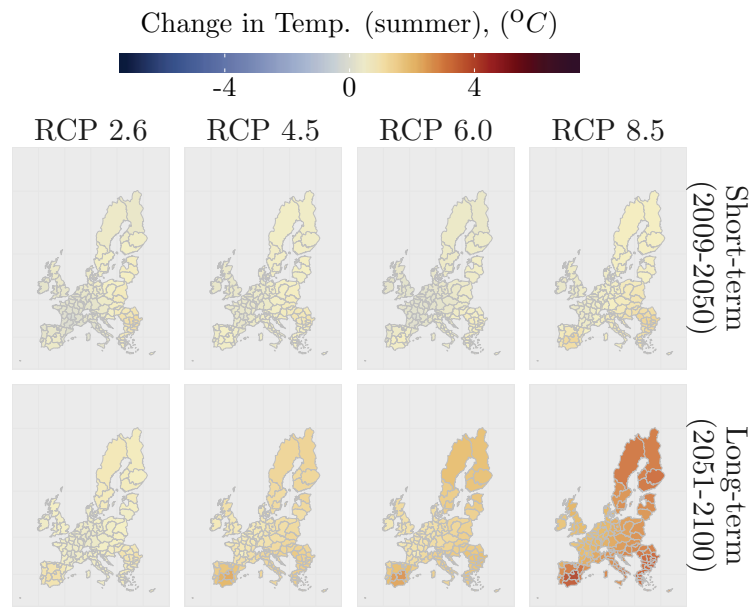 Change in Temp. (summer), (°C)
-4 0 4
RCP 2.6 RCP 4.5 RCP 6.0 RCP 8.5
Short-term
(2009-2050)
Long-term
(2051-2100)